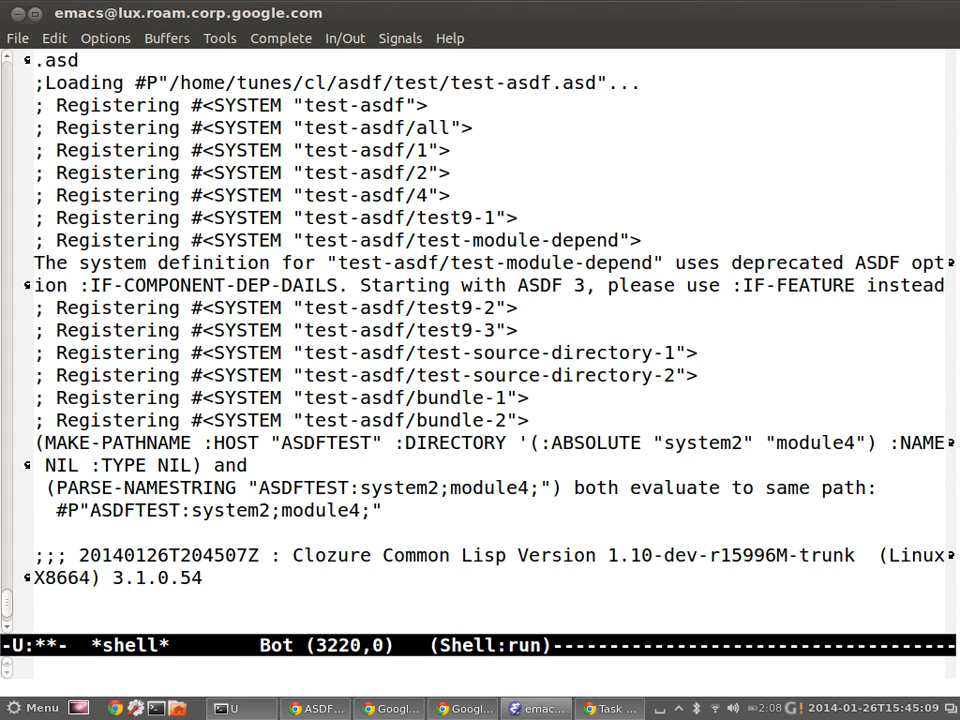 emacs@lux.roam.corp.google.com
File Edit Options Buffers Tools Complete In/Out Signals Help
.asd
;Loading #P"/home/tunes/cl/asdf/test/test-asdf.asd"...
; Registering #<SYSTEM "test-asdf">
; Registering #<SYSTEM "test-asdf/all">
; Registering #<SYSTEM "test-asdf/1">
; Registering #<SYSTEM "test-asdf/2">
; Registering #<SYSTEM "test-asdf/4">
; Registering #<SYSTEM "test-asdf/test9-1">
; Registering #<SYSTEM "test-asdf/test-module-depend">
The system definition for "test-asdf/test-module-depend" uses deprecated ASDF opt
ion :IF-COMPONENT-DEP-DAILS. Starting with ASDF 3, please use :IF-FEATURE instead
; Registering #<SYSTEM "test-asdf/test9-2">
; Registering #<SYSTEM "test-asdf/test9-3">
; Registering #<SYSTEM "test-asdf/test-source-directory-1">
; Registering #<SYSTEM "test-asdf/test-source-directory-2">
; Registering #<SYSTEM "test-asdf/bundle-1">
; Registering #<SYSTEM "test-asdf/bundle-2">
(MAKE-PATHNAME :HOST "ASDFTEST" :DIRECTORY '(:ABSOLUTE "system2" "module4") :NAME
 NIL :TYPE NIL) and
 (PARSE-NAMESTRING "ASDFTEST:system2;module4;") both evaluate to same path:
  #P"ASDFTEST:system2;module4;"
;;; 20140126T204507Z : Clozure Common Lisp Version 1.10-dev-r15996M-trunk  (Linux
X8664) 3.1.0.54
-U:**-  *shell*        Bot (3220,0)   (Shell:run)------------------------------------
Menu U ASDF... Googl... Googl... emac... Task ... 2:08 2014-01-26T15:45:09